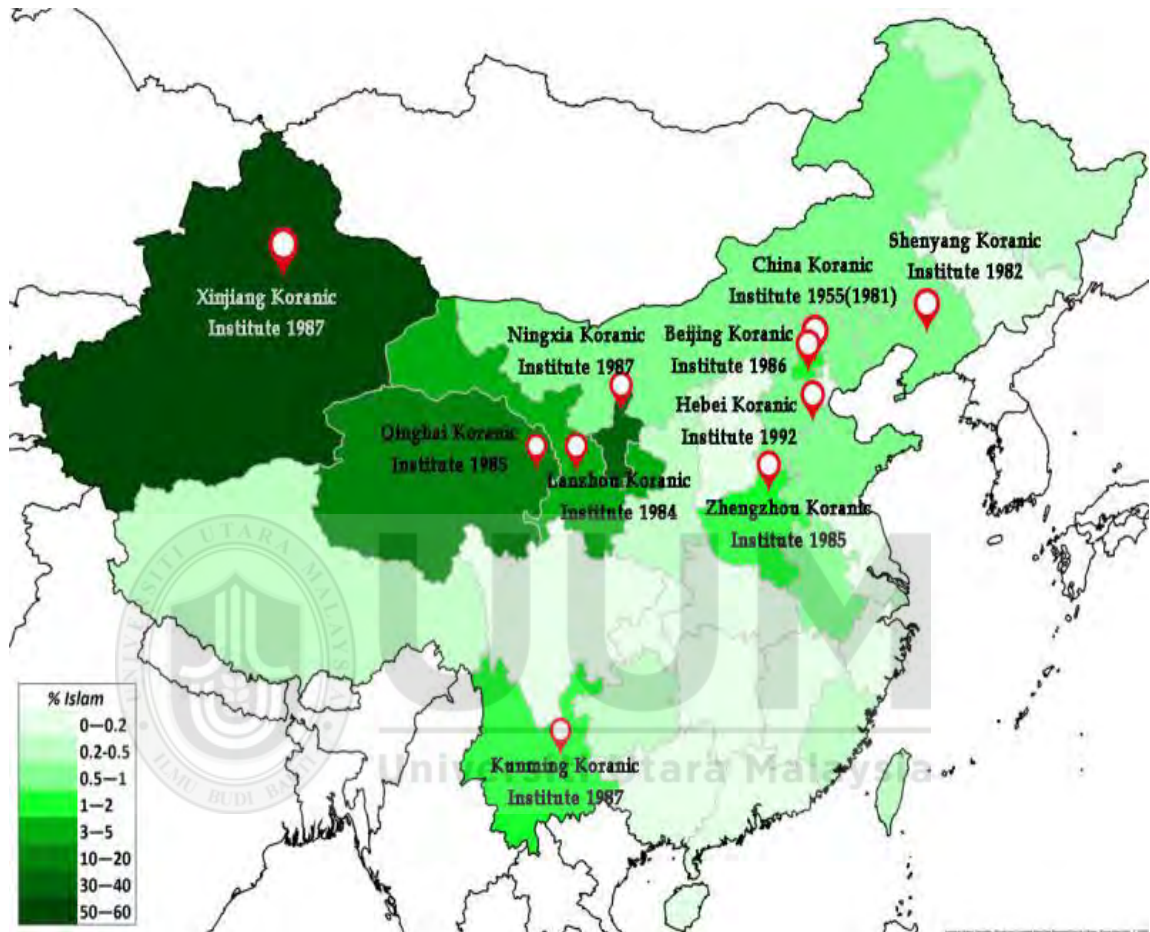 Shenyang Koranic
Institute 1982
China Koranic
Institute 1955(1981)
Xinjiang Koranic
Institute 1987
Ningxia Koranic
Institute 1987
Beijing Koranic
Institute 1986
Hebei Koranic
Institute 1992
Qinghai Koranic
Institute 1985
Lanzhou Koranic
Institute 1984
Zhengzhou Koranic
Institute 1985
Kunming Koranic
Institute 1987
% Islam
0—0.2
0.2-0.5
0.5—1
1—2
3—5
10—20
30—40
50—60
UNIVERSITI UTARA MALAYSIA
ILMU BUDI BAKTI
UUM
Universiti Utara Malaysia